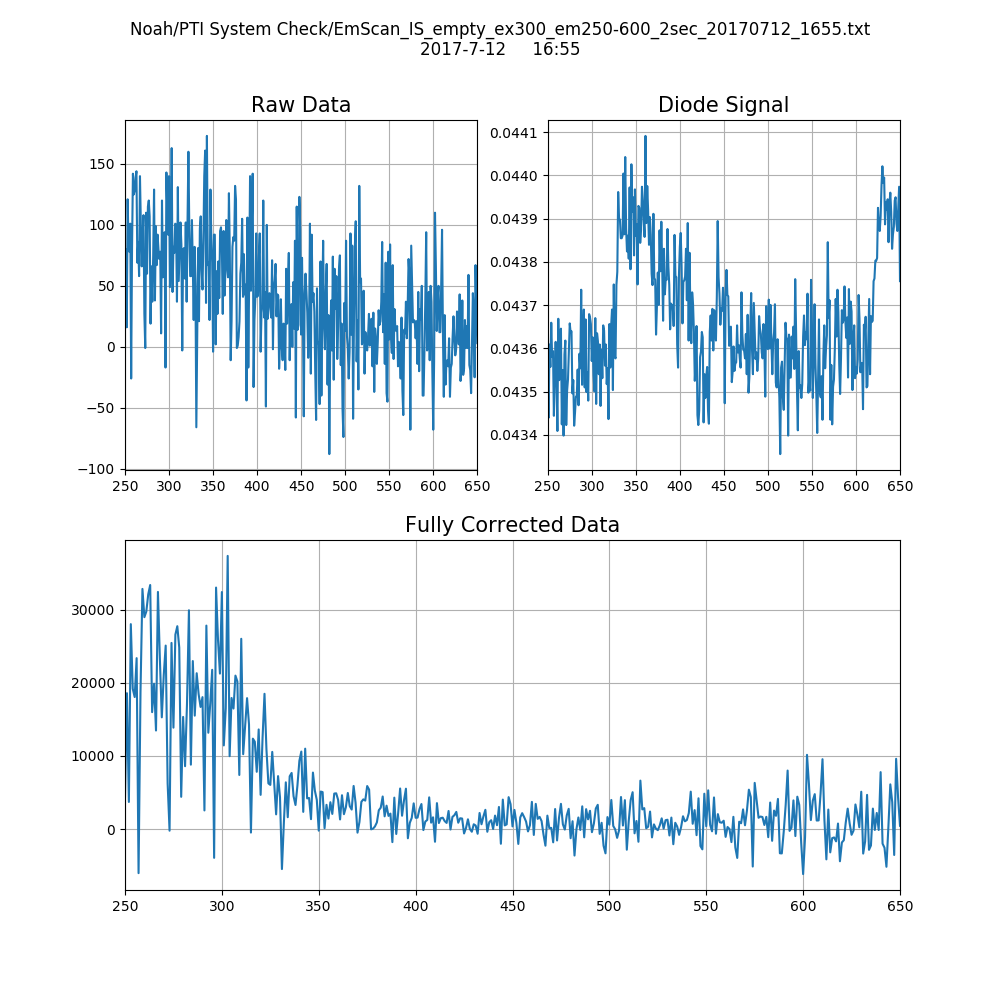 Noah/PTI System Check/EmScan_IS_empty_ex300_em250-600_2sec_20170712_1655.txt
2017-7-12 16:55
Raw Data
150
100
50
0
−50
−100
250 300 350 400 450 500 550 600 650
Diode Signal
0.0441
0.0440
0.0439
0.0438
0.0437
0.0436
0.0435
0.0434
250 300 350 400 450 500 550 600 650
Fully Corrected Data
30000
20000
10000
0
250 300 350 400 450 500 550 600 650